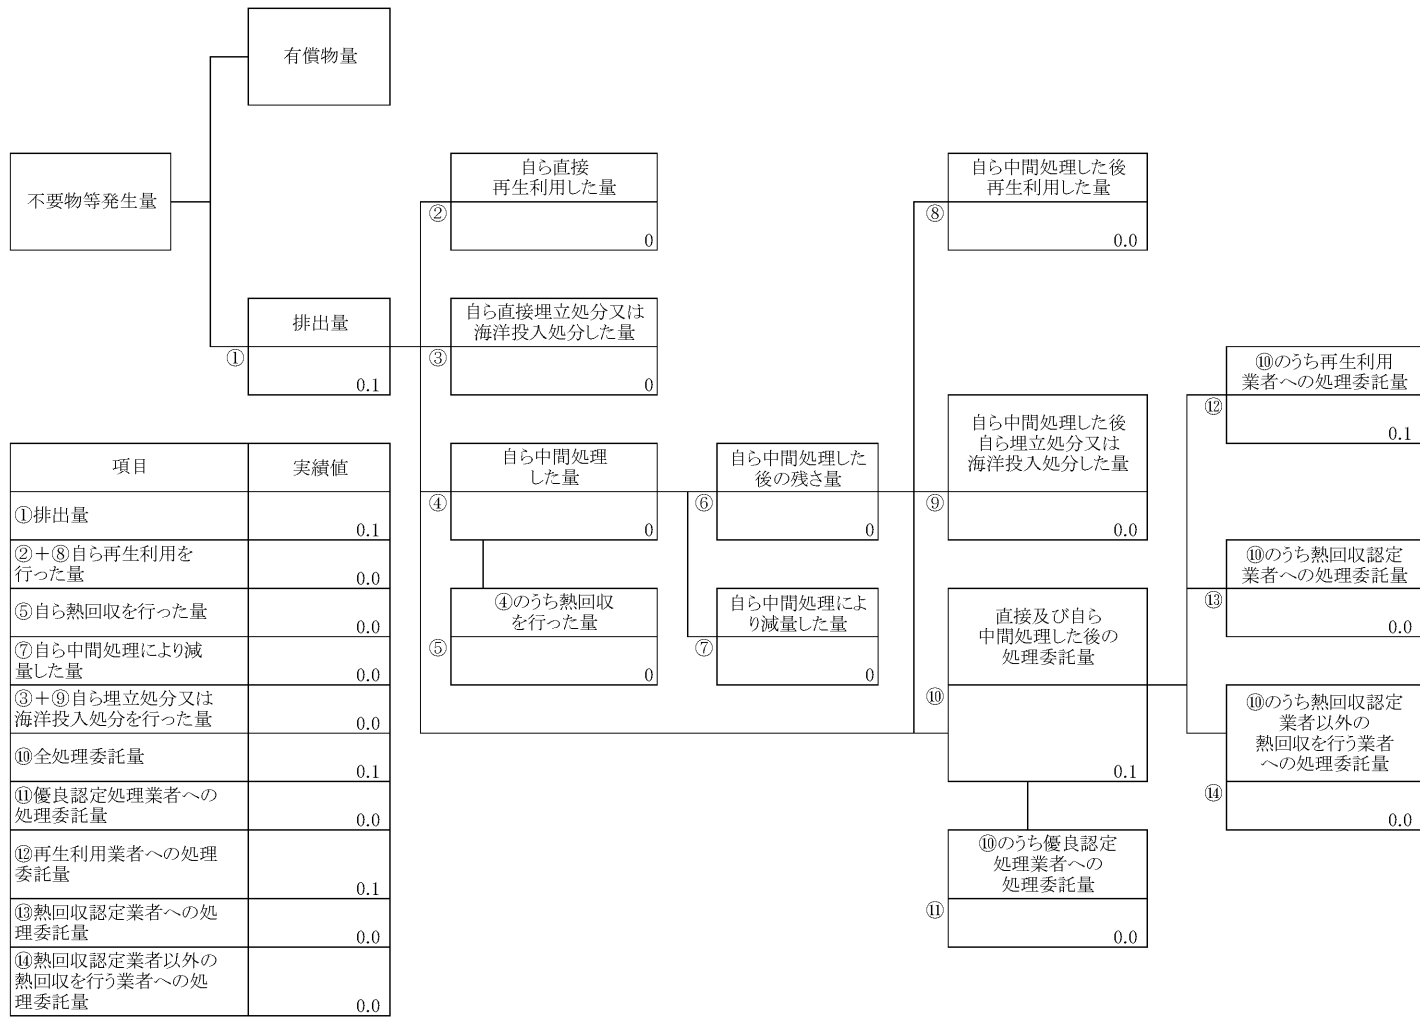 有償物量
不要物等発生量
自ら直接
再生利用した量
②
0
自ら中間処理した後
再生利用した量
⑧
0.0
排出量
①
0.1
自ら直接埋立処分又は
海洋投入処分した量
③
0
⑩のうち再生利用
業者への処理委託量
⑫
0.1
自ら中間処理
した量
④
0
自ら中間処理した
後の残さ量
⑥
0
自ら中間処理した後
自ら埋立処分又は
海洋投入処分した量
⑨
0.0
⑩のうち熱回収認定
業者への処理委託量
⑬
0.0
④のうち熱回収
を行った量
⑤
0
自ら中間処理によ
り減量した量
⑦
0
直接及び自ら
中間処理した後の
処理委託量
⑩
0.1
⑩のうち熱回収認定
業者以外の
熱回収を行う業者
への処理委託量
⑭
0.0
⑩のうち優良認定
処理業者への
処理委託量
⑪
0.0
項目 実績値
①排出量
0.1
②＋⑧自ら再生利用を
行った量
0.0
⑤自ら熱回収を行った量
0.0
⑦自ら中間処理により減
量した量
0.0
③＋⑨自ら埋立処分又は
海洋投入処分を行った量
0.0
⑩全処理委託量
0.1
⑪優良認定処理業者への
処理委託量
0.0
⑫再生利用業者への処理
委託量
0.1
⑬熱回収認定業者への処
理委託量
0.0
⑭熱回収認定業者以外の
熱回収を行う業者への処
理委託量
0.0